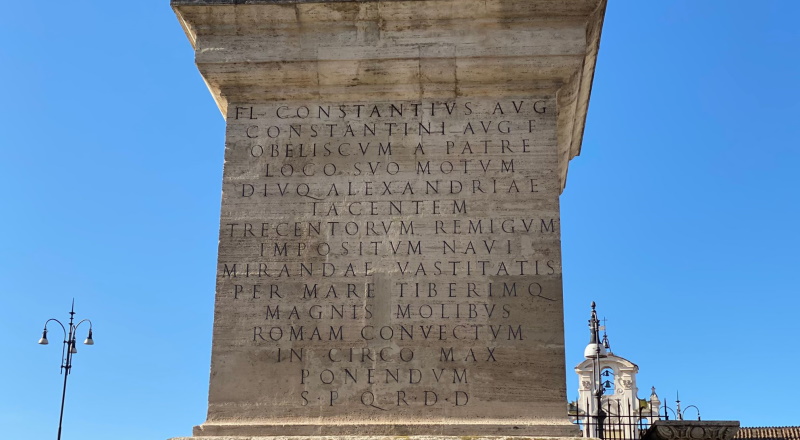 FL CONSTANTIVS AVG
CONSTANTINI AVG F
OBELISCVM A PATRE
LOCO SVO MOTVM
DIVQ ALEXANDRIAE
IACENTEM
TRECENTORVM REMIGVM
IMPOSITVM NAVI
MIRANDAE VASTITATIS
PER MARE TIBERIMQ
MAGNIS MOLIBVS
ROMAM CONVECTVM
IN CIRCO MAX
PONENDVM
S·P·Q·R·D·D